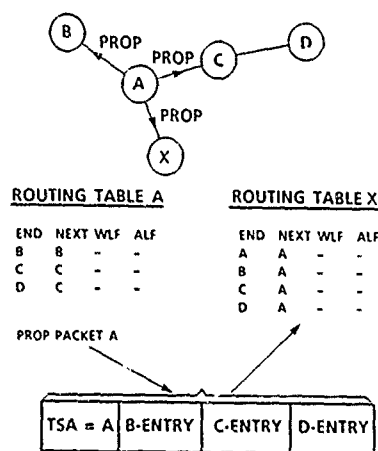 B
PROP
PROP
C
D
A
PROP
X
ROUTING TABLE A
END NEXT WLF ALF
B B - -
C C - -
D C - -
ROUTING TABLE X
END NEXT WLF ALF
A A - -
B A - -
C A - -
D A - -
PROP PACKET A
TSA = A B-ENTRY C-ENTRY D-ENTRY